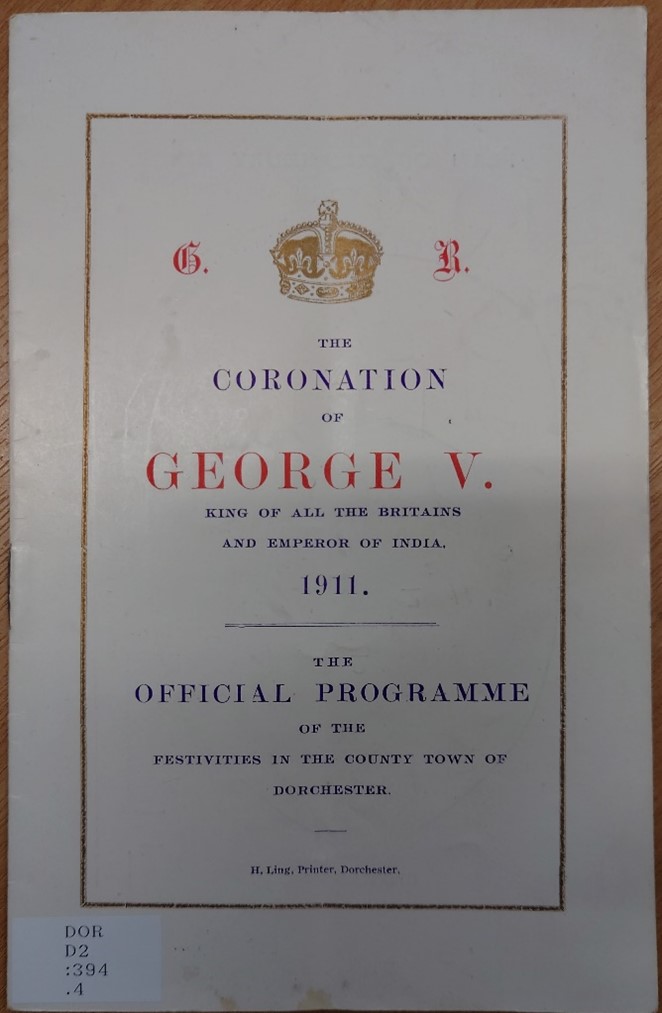 G. R.
THE
CORONATION
OF
GEORGE V.
KING OF ALL THE BRITAINS
AND EMPEROR OF INDIA.
1911.
THE
OFFICIAL PROGRAMME
OF THE
FESTIVITIES IN THE COUNTY TOWN OF
DORCHESTER.
H. Ling, Printer, Dorchester.
DOR
D2
:394
.4